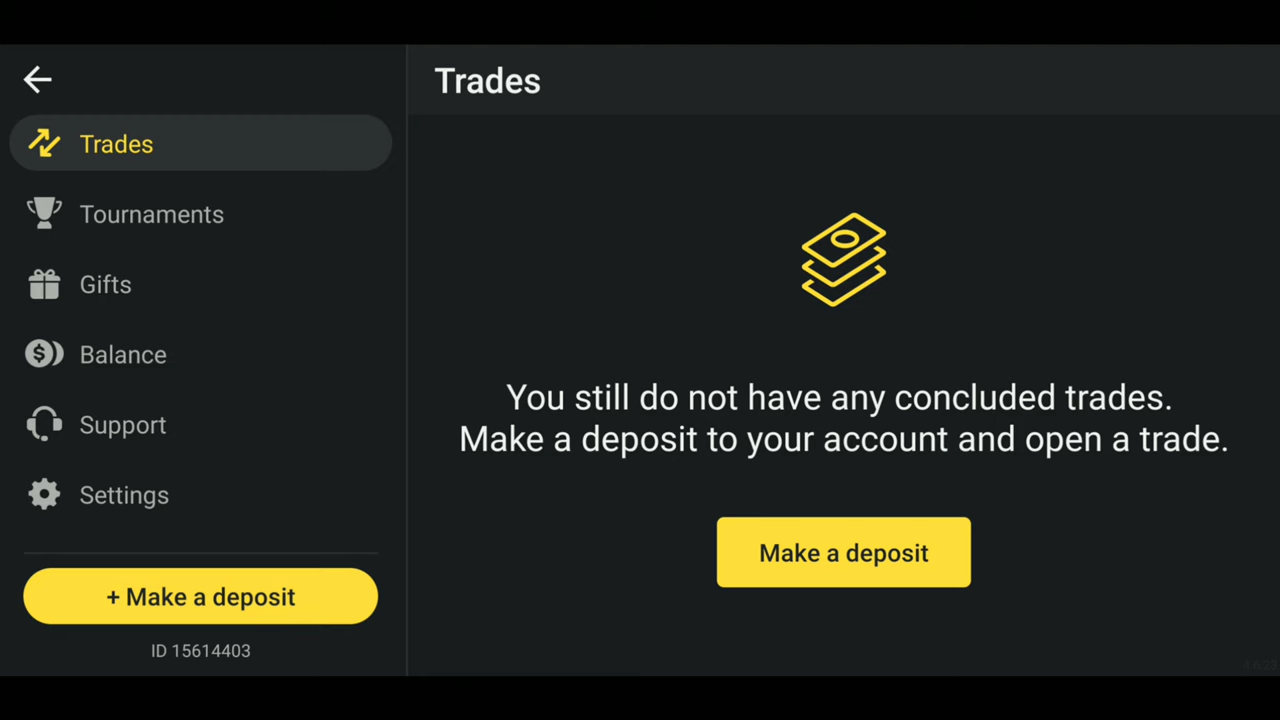 Trades
Tournaments
Gifts
Balance
Support
Settings
+ Make a deposit
ID 15614403
Trades
You still do not have any concluded trades.
Make a deposit to your account and open a trade.
Make a deposit